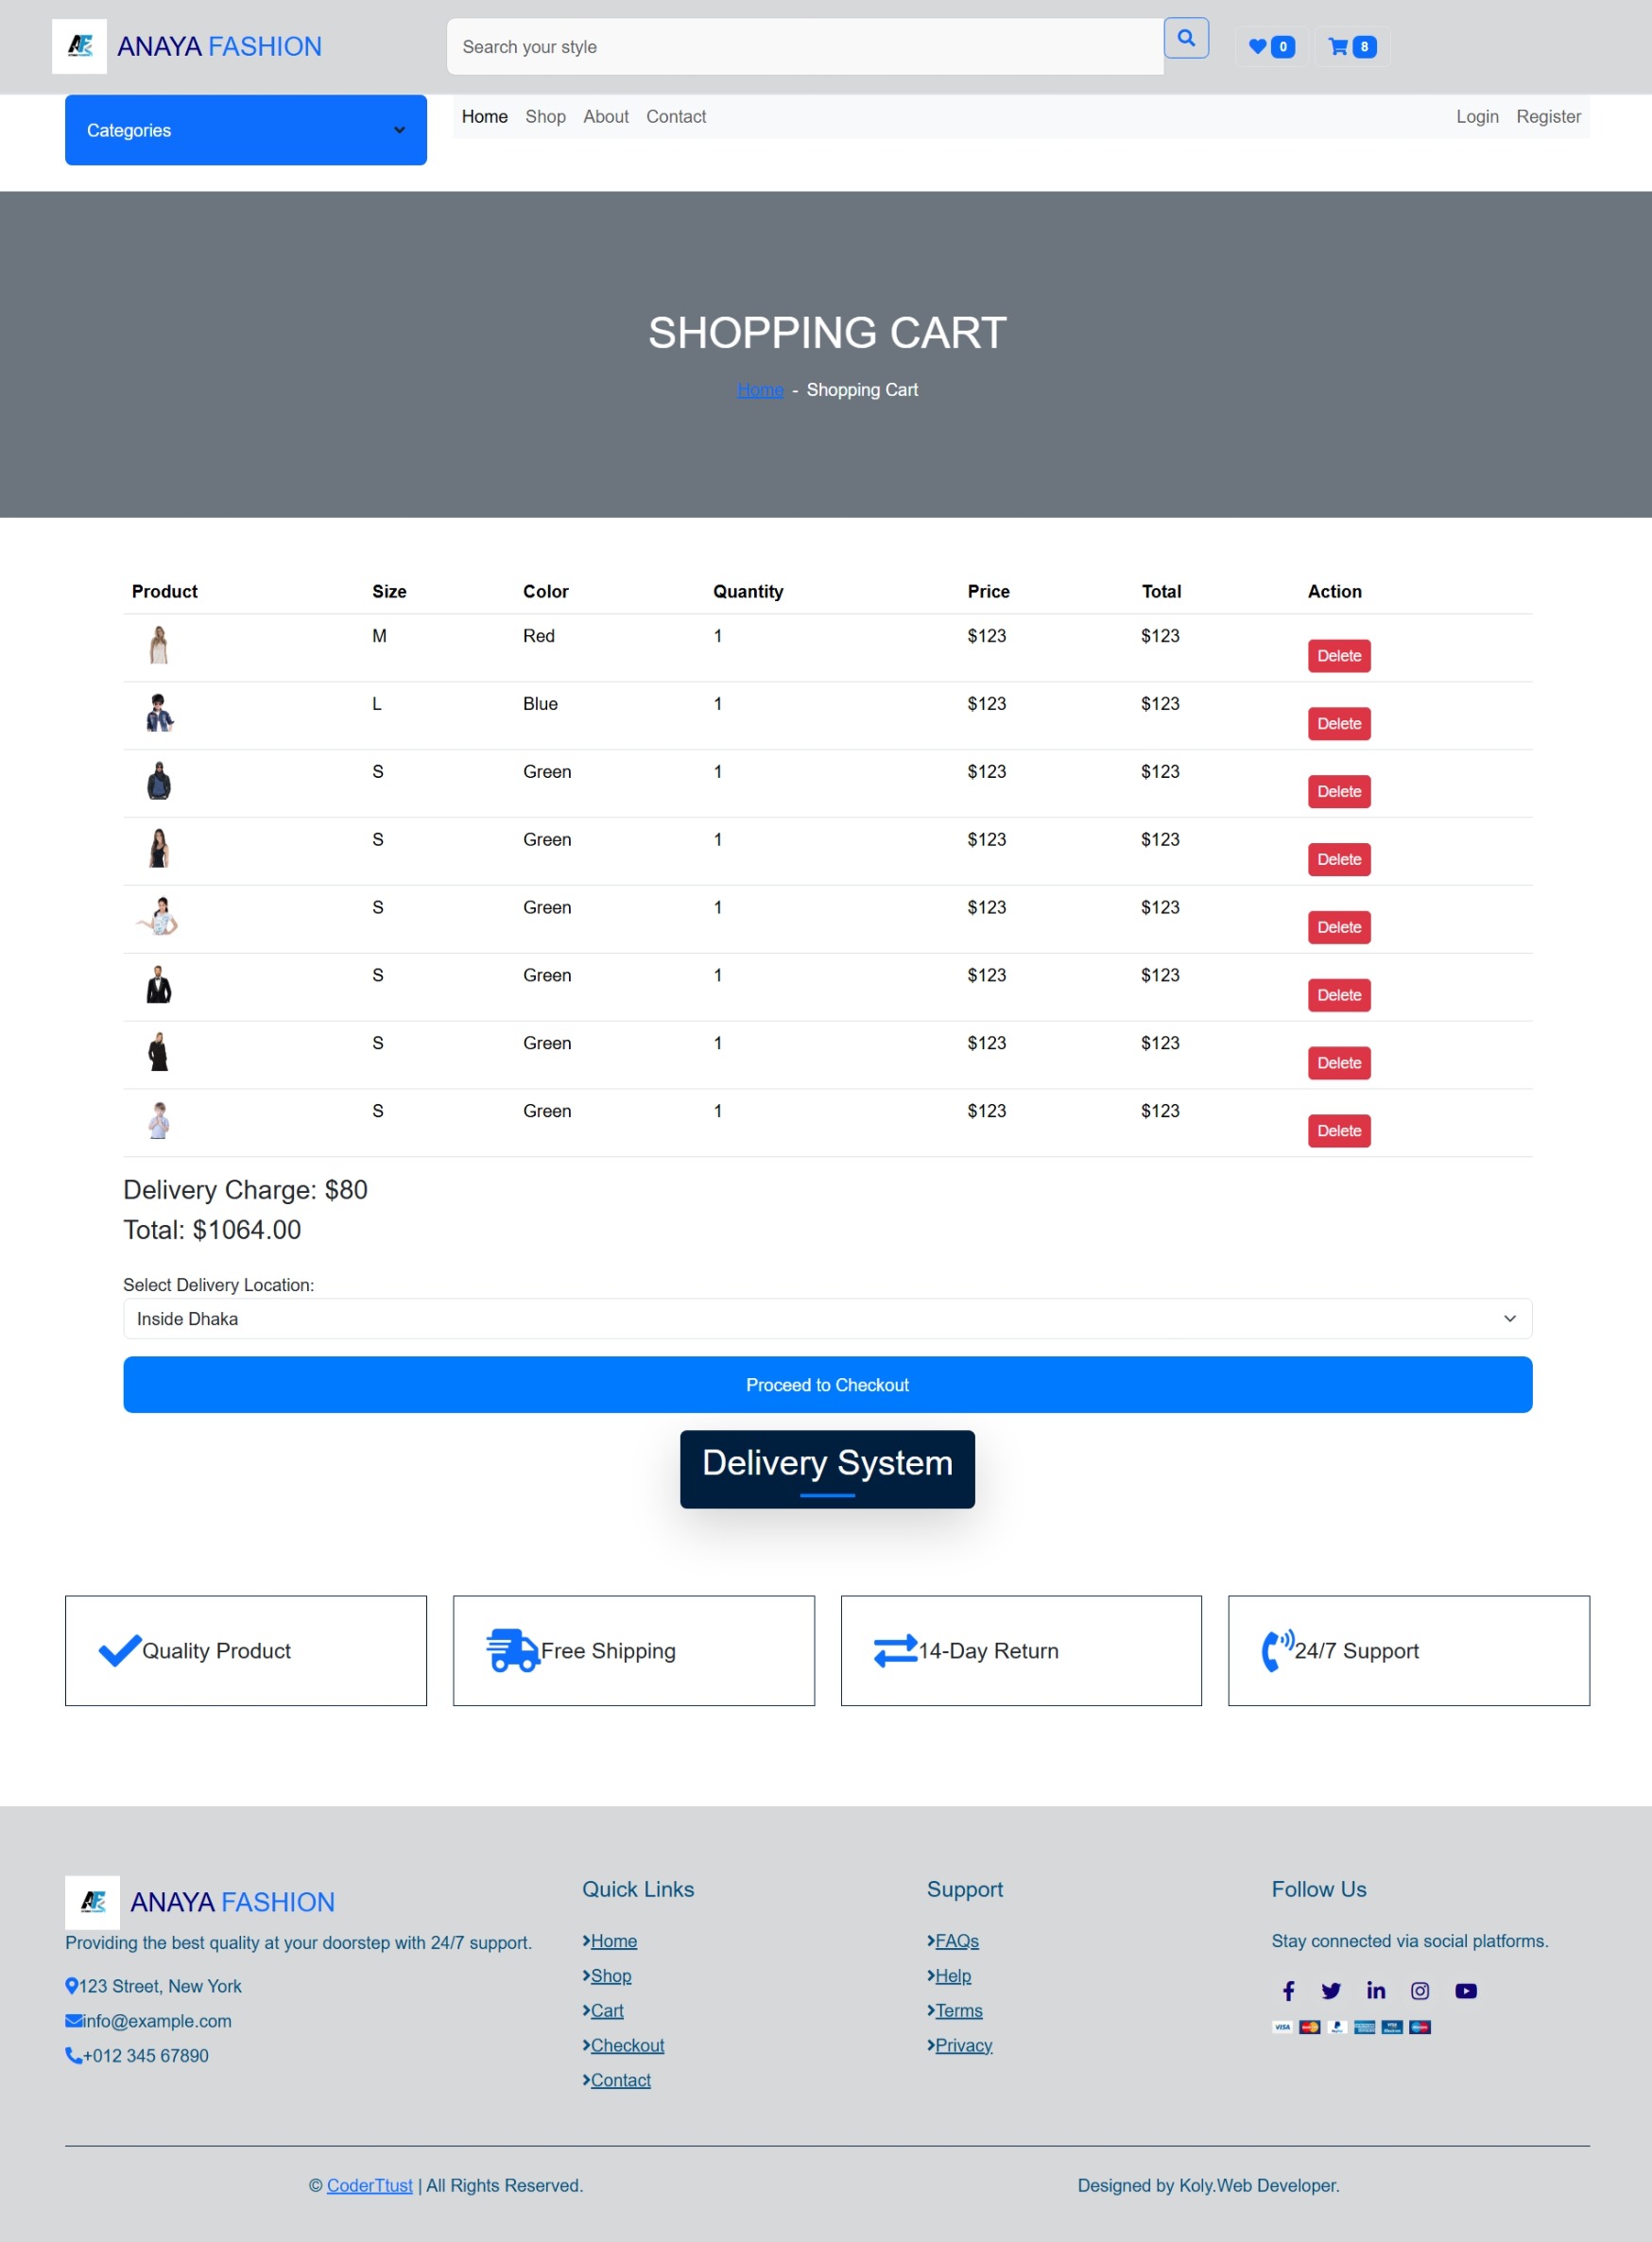 ANAYA FASHION
Search your style
0
8
Categories
Home Shop About Contact
Login Register
SHOPPING CART
Home - Shopping Cart
Product Size Color Quantity Price Total Action
M Red 1 $123 $123 Delete
L Blue 1 $123 $123 Delete
S Green 1 $123 $123 Delete
S Green 1 $123 $123 Delete
S Green 1 $123 $123 Delete
S Green 1 $123 $123 Delete
S Green 1 $123 $123 Delete
S Green 1 $123 $123 Delete
Delivery Charge: $80
Total: $1064.00
Select Delivery Location:
Inside Dhaka
Proceed to Checkout
Delivery System
Quality Product
Free Shipping
14-Day Return
24/7 Support
ANAYA FASHION
Providing the best quality at your doorstep with 24/7 support.
123 Street, New York
info@example.com
+012 345 67890
Quick Links
Home
Shop
Cart
Checkout
Contact
Support
FAQs
Help
Terms
Privacy
Follow Us
Stay connected via social platforms.
VISA
© CoderTtust | All Rights Reserved.
Designed by Koly.Web Developer.